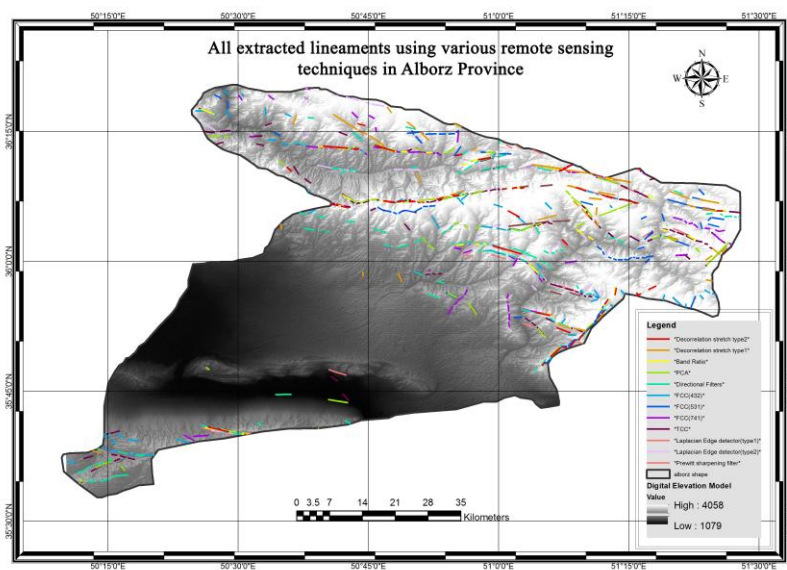 50°15'0"E 50°30'0"E 50°45'0"E 51°0'0"E 51°15'0"E 51°30'0"E
All extracted lineaments using various remote sensing
techniques in Alborz Province
N
W E
S
36°15'0"N
36°0'0"N
35°45'0"N
35°30'0"N
Legend
"Decorrelation stretch type2"
"Decorrelation stretch type1"
"Band Ratio"
"PCA"
"Directional Filters"
"FCC(432)"
"FCC(531)"
"FCC(741)"
"TCC"
"Laplacian Edge detector(type1)"
"Laplacian Edge detector(type2)"
"Prewitt sharpening filter"
alborz shape
Digital Elevation Model
Value
High : 4058
Low : 1079
0 3.5 7 14 21 28 35
Kilometers
50°15'0"E 50°30'0"E 50°45'0"E 51°0'0"E 51°15'0"E 51°30'0"E